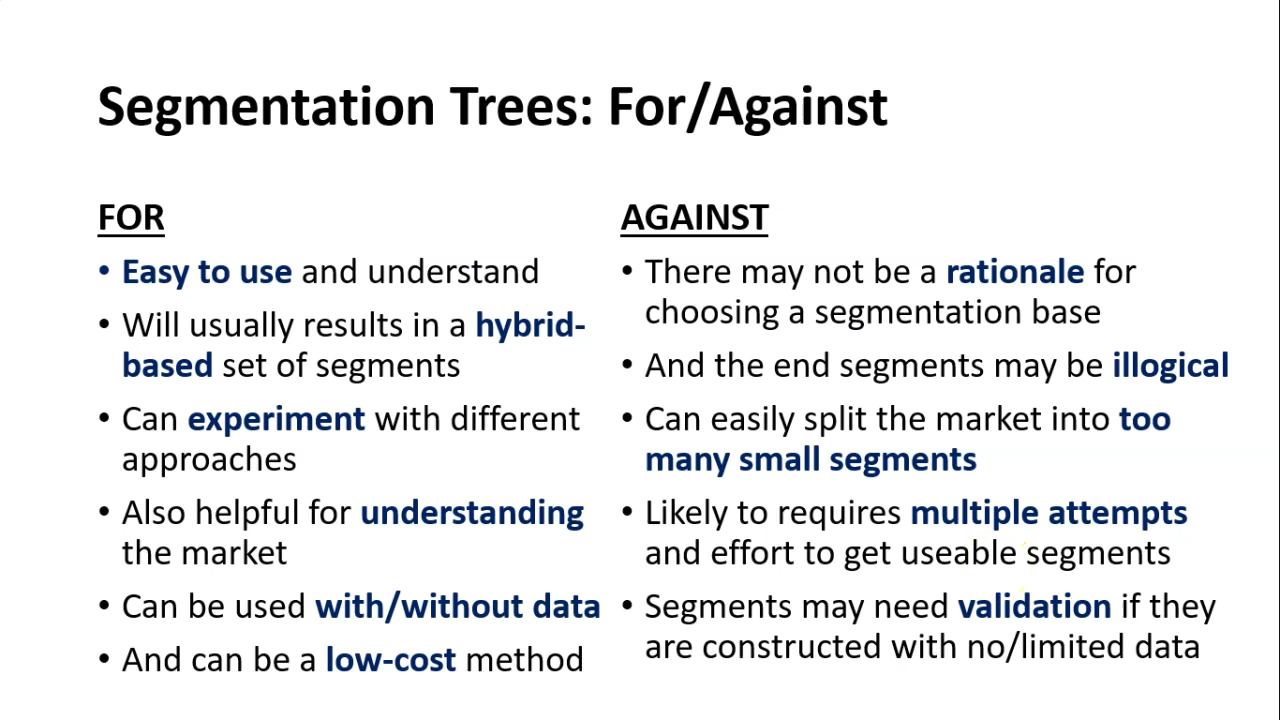 Segmentation Trees: For/Against
FOR
• Easy to use and understand
• Will usually results in a hybrid-
based set of segments
• Can experiment with different
approaches
• Also helpful for understanding
the market
• Can be used with/without data
• And can be a low-cost method
AGAINST
• There may not be a rationale for
choosing a segmentation base
• And the end segments may be illogical
• Can easily split the market into too
many small segments
• Likely to requires multiple attempts
and effort to get useable segments
• Segments may need validation if they
are constructed with no/limited data